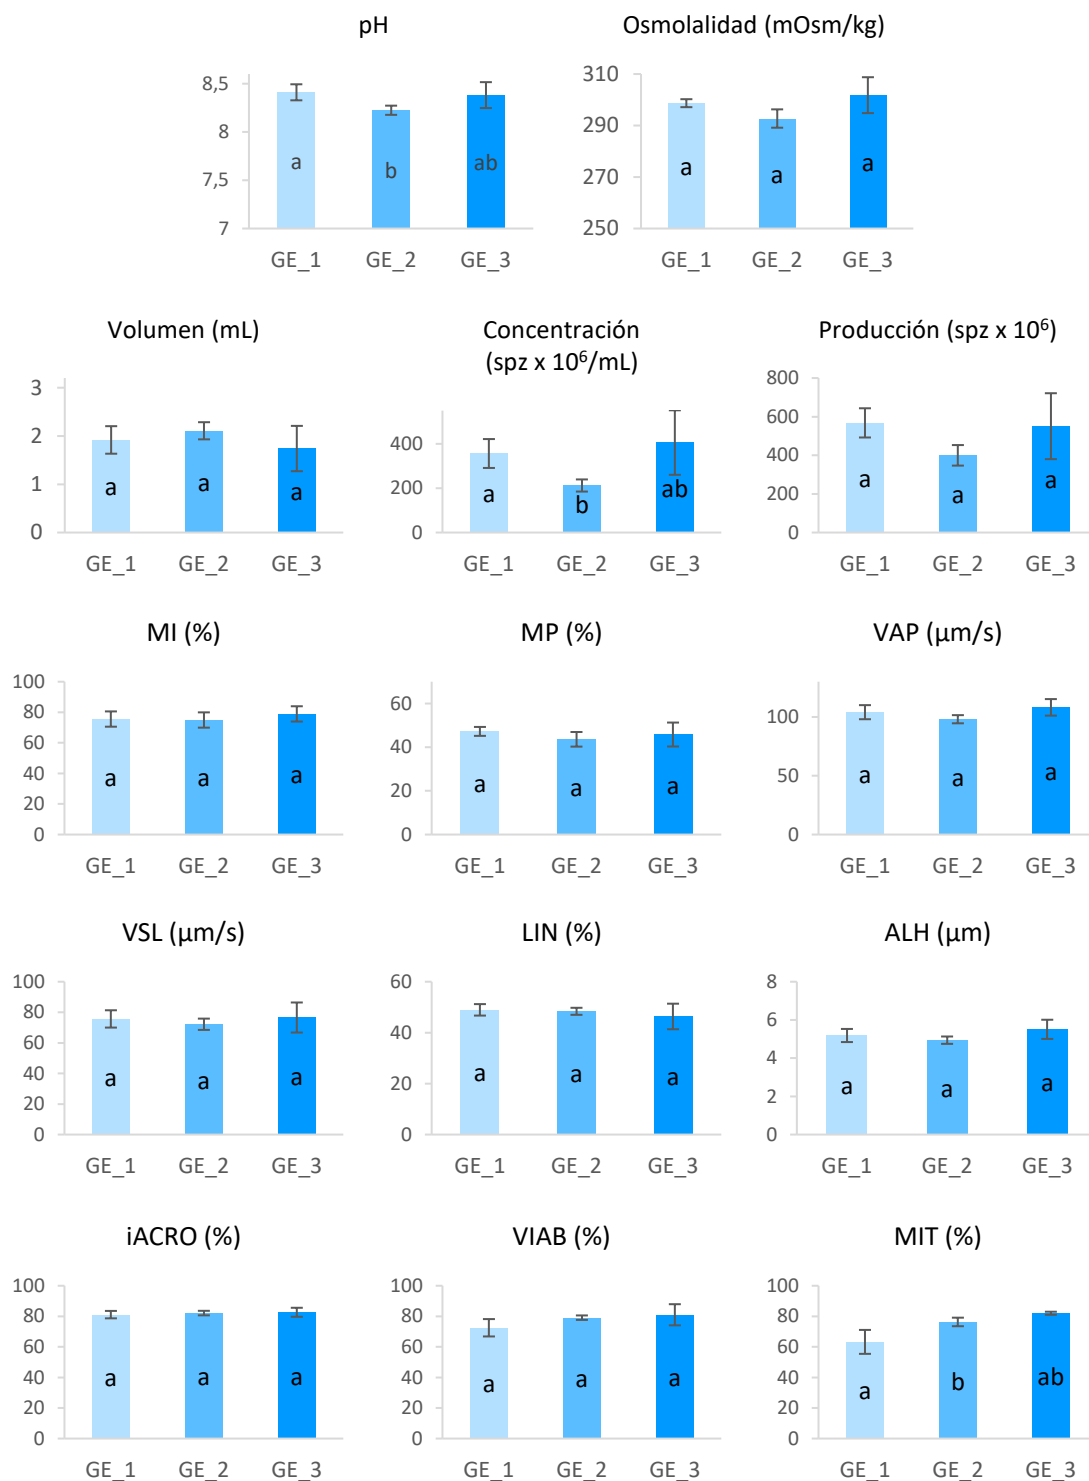 pH
8,5
8
7,5
7
a
b
ab
GE_1 GE_2 GE_3
Osmolalidad (mOsm/kg)
310
290
270
250
a
a
a
GE_1 GE_2 GE_3
Volumen (mL)
3
2
1
0
a
a
a
GE_1 GE_2 GE_3
Concentración
(spz x 10⁶/mL)
400
200
0
a
b
ab
GE_1 GE_2 GE_3
Producción (spz x 10⁶)
800
600
400
200
0
a
a
a
GE_1 GE_2 GE_3
MI (%)
100
80
60
40
20
0
a
a
a
GE_1 GE_2 GE_3
MP (%)
60
40
20
0
a
a
a
GE_1 GE_2 GE_3
VAP (µm/s)
100
50
0
a
a
a
GE_1 GE_2 GE_3
VSL (µm/s)
100
80
60
40
20
0
a
a
a
GE_1 GE_2 GE_3
LIN (%)
60
40
20
0
a
a
a
GE_1 GE_2 GE_3
ALH (µm)
8
6
4
2
0
a
a
a
GE_1 GE_2 GE_3
iACRO (%)
100
80
60
40
20
0
a
a
a
GE_1 GE_2 GE_3
VIAB (%)
100
80
60
40
20
0
a
a
a
GE_1 GE_2 GE_3
MIT (%)
100
80
60
40
20
0
a
b
ab
GE_1 GE_2 GE_3